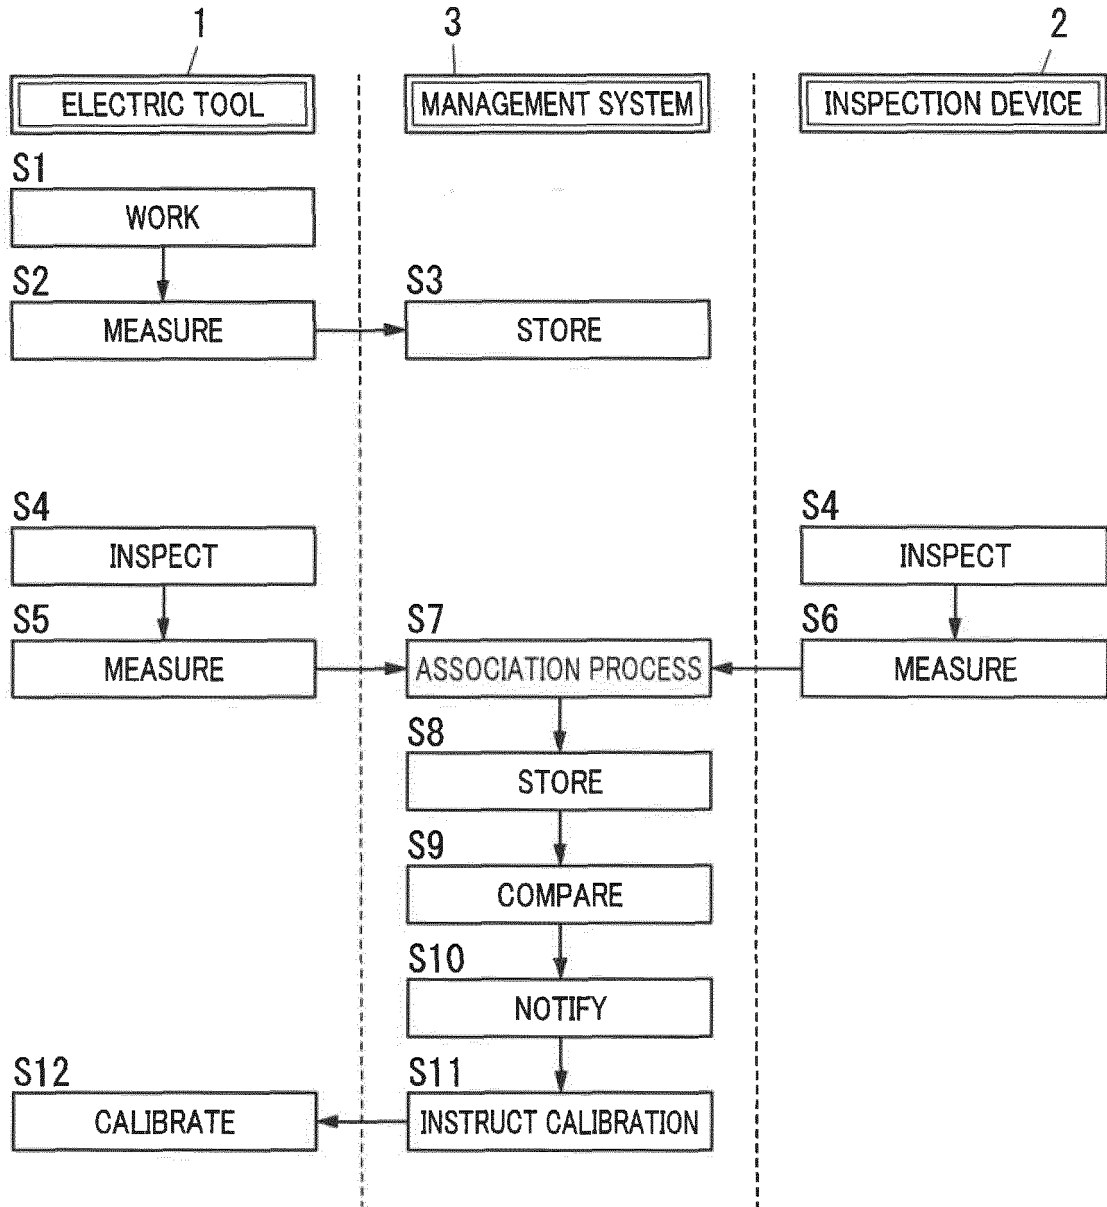 1
3
2
ELECTRIC TOOL
MANAGEMENT SYSTEM
INSPECTION DEVICE
S1
WORK
S2
S3
MEASURE
STORE
S4
S4
INSPECT
INSPECT
S5
S7
S6
MEASURE
ASSOCIATION PROCESS
MEASURE
S8
STORE
S9
COMPARE
S10
NOTIFY
S12
S11
CALIBRATE
INSTRUCT CALIBRATION